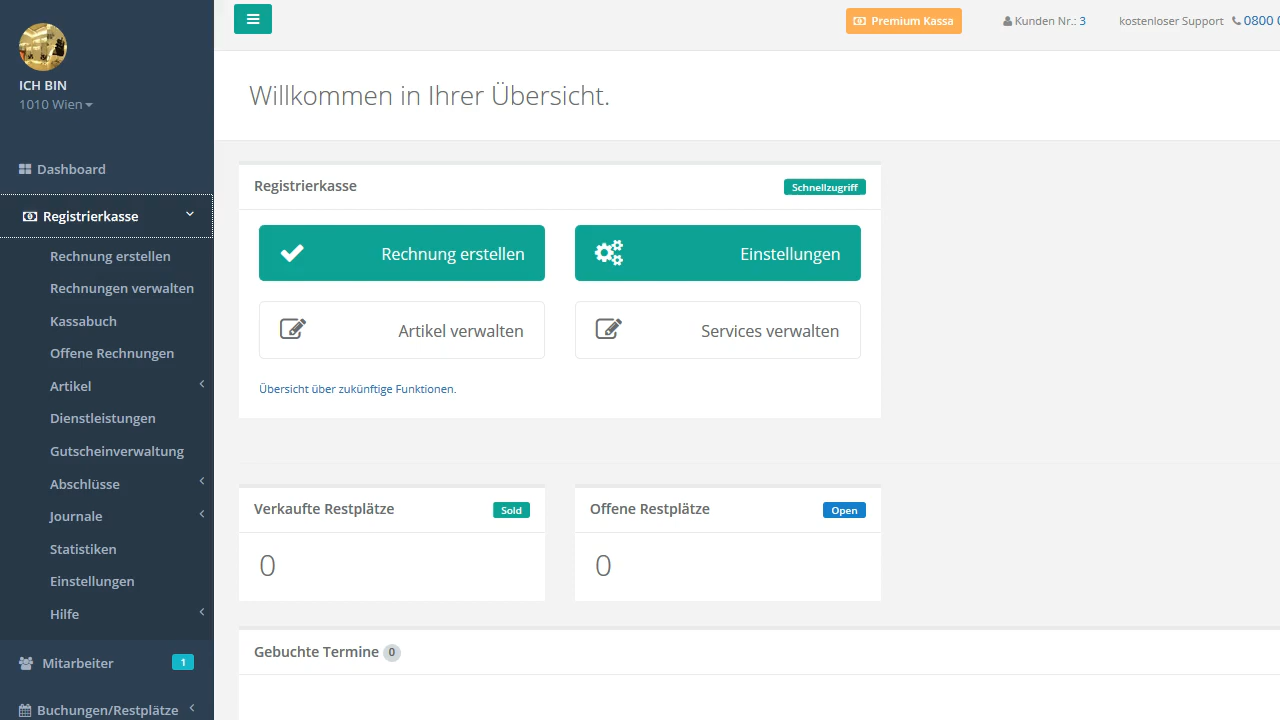 Premium Kassa
Kunden Nr.: 3
kostenloser Support 0800
ICH BIN
1010 Wien
Willkommen in Ihrer Übersicht.
Dashboard
Registrierkasse
Rechnung erstellen
Rechnungen verwalten
Kassabuch
Offene Rechnungen
Artikel
Dienstleistungen
Gutscheinverwaltung
Abschlüsse
Journale
Statistiken
Einstellungen
Hilfe
Mitarbeiter 1
Buchungen/Restplätze
Registrierkasse Schnellzugriff
Rechnung erstellen
Einstellungen
Artikel verwalten
Services verwalten
Übersicht über zukünftige Funktionen.
Verkaufte Restplätze Sold
0
Offene Restplätze Open
0
Gebuchte Termine 0